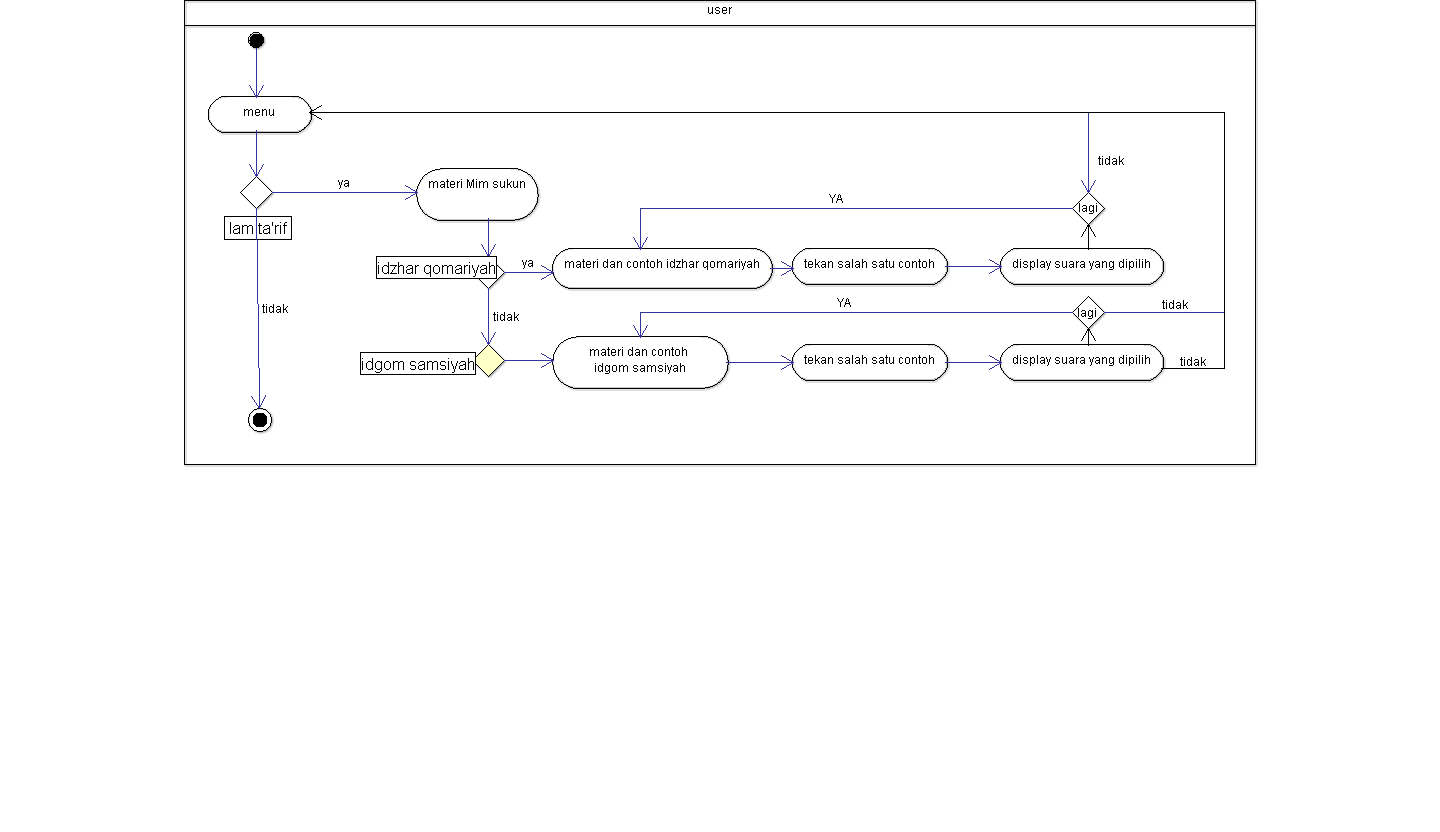 user
menu
tidak
ya
materi Mim sukun
YA
lagi
lam ta'rif
idzhar qomariyah
ya
materi dan contoh idzhar qomariyah
tekan salah satu contoh
display suara yang dipilih
tidak
tidak
YA
lagi
tidak
idgom samsiyah
materi dan contoh
idgom samsiyah
tekan salah satu contoh
display suara yang dipilih
tidak